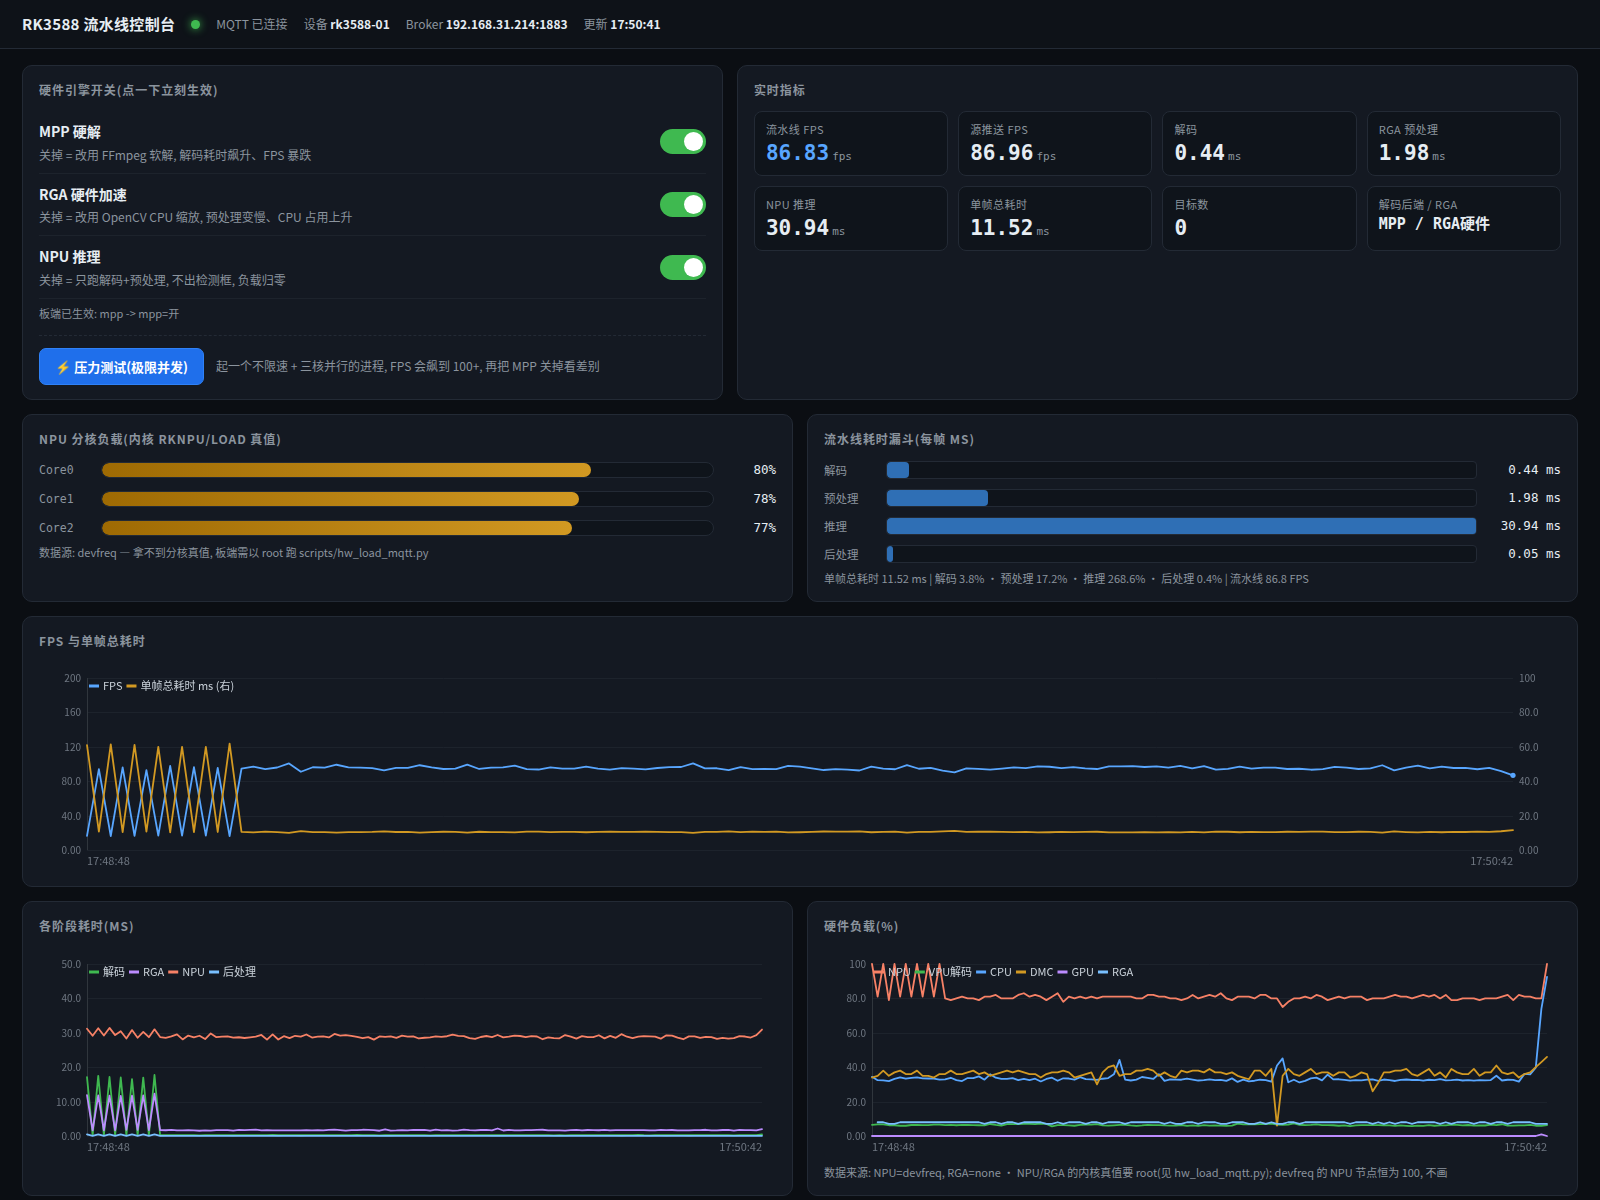 RK3588 流水线控制台 MQTT 已连接 设备 rk3588-01 Broker 192.168.31.214:1883 更新 17:50:41
硬件引擎开关(点一下立刻生效)
MPP 硬解
关掉 = 改用 FFmpeg 软解, 解码耗时飙升、FPS 暴跌
RGA 硬件加速
关掉 = 改用 OpenCV CPU 缩放, 预处理变慢、CPU 占用上升
NPU 推理
关掉 = 只跑解码+预处理, 不出检测框, 负载归零
板端已生效: mpp -> mpp=开
⚡ 压力测试(极限并发) 起一个不限速 + 三核并行的进程, FPS 会飙到 100+, 再把 MPP 关掉看差别
实时指标
流水线 FPS
86.83 fps
源推送 FPS
86.96 fps
解码
0.44 ms
RGA 预处理
1.98 ms
NPU 推理
30.94 ms
单帧总耗时
11.52 ms
目标数
0
解码后端 / RGA
MPP / RGA硬件
NPU 分核负载(内核 RKNPU/LOAD 真值)
Core0 80%
Core1 78%
Core2 77%
数据源: devfreq — 拿不到分核真值, 板端需以 root 跑 scripts/hw_load_mqtt.py
流水线耗时漏斗(每帧 MS)
解码 0.44 ms
预处理 1.98 ms
推理 30.94 ms
后处理 0.05 ms
单帧总耗时 11.52 ms | 解码 3.8% · 预处理 17.2% · 推理 268.6% · 后处理 0.4% | 流水线 86.8 FPS
FPS 与单帧总耗时
FPS 单帧总耗时 ms (右)
200 100
160 80.0
120 60.0
80.0 40.0
40.0 20.0
0.00 0.00
17:48:48 17:50:42
各阶段耗时(MS)
解码 RGA NPU 后处理
50.0
40.0
30.0
20.0
10.00
0.00
17:48:48 17:50:42
硬件负载(%)
NPU VPU解码 CPU DMC GPU RGA
100
80.0
60.0
40.0
20.0
0.00
17:48:48 17:50:42
数据来源: NPU=devfreq, RGA=none · NPU/RGA 的内核真值要 root(见 hw_load_mqtt.py); devfreq 的 NPU 节点恒为 100, 不画